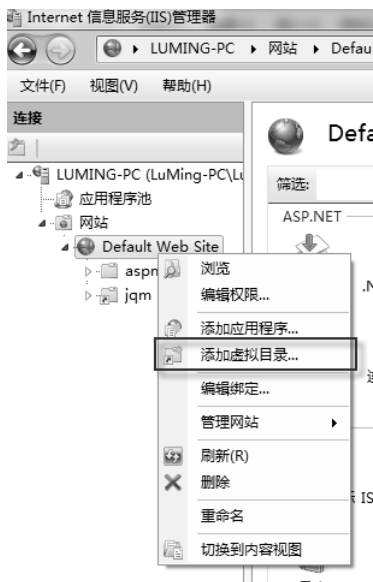 Internet 信息服务(IIS)管理器
LUMING-PC 网站 Defau
文件(F) 视图(V) 帮助(H)
连接
Defa
LUMING-PC (LuMing-PC\Lu
应用程序池
网站
Default Web Site
aspn
jqm
筛选:
ASP.NET
.N
浏览
编辑权限...
添加应用程序...
添加虚拟目录...
编辑绑定...
管理网站
刷新(R)
删除
重命名
切换到内容视图
IS